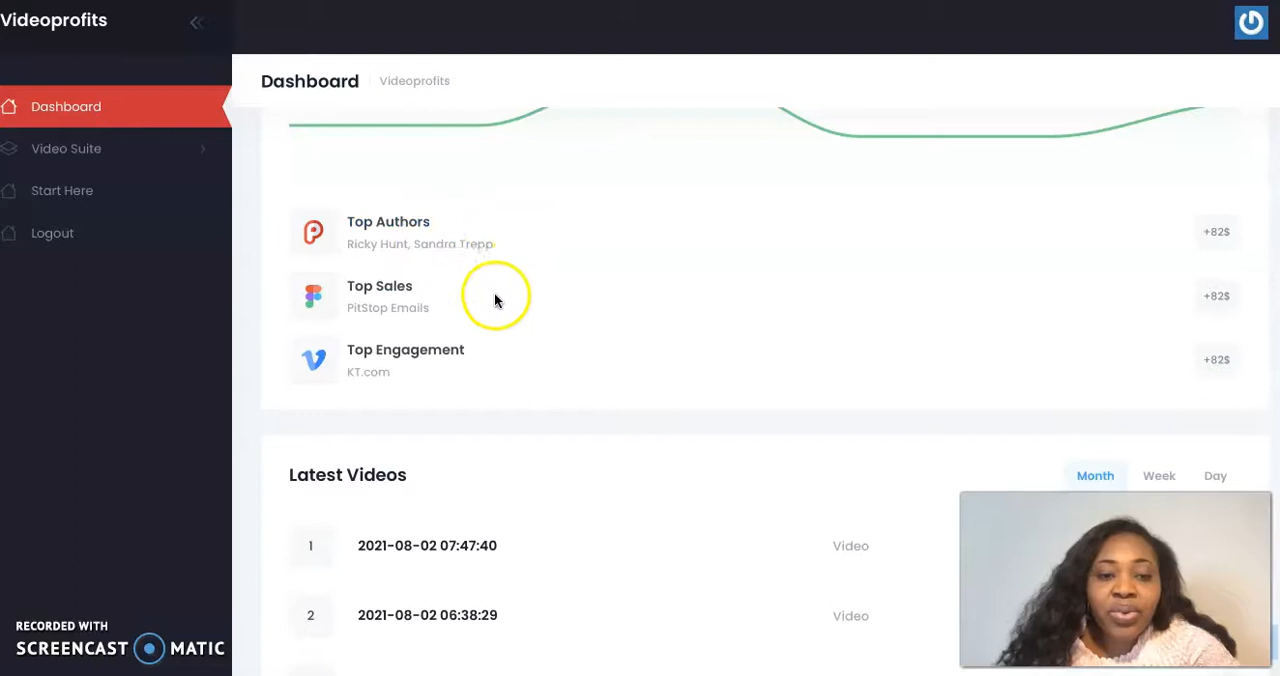 Videoprofits
Dashboard
Video Suite
Start Here
Logout
Dashboard
Videoprofits
Top Authors
Ricky Hunt, Sandra Trepp
+82$
Top Sales
PitStop Emails
+82$
Top Engagement
KT.com
+82$
Latest Videos
Month Week Day
1 2021-08-02 07:47:40 Video
2 2021-08-02 06:38:29 Video
RECORDED WITH
SCREENCAST MATIC